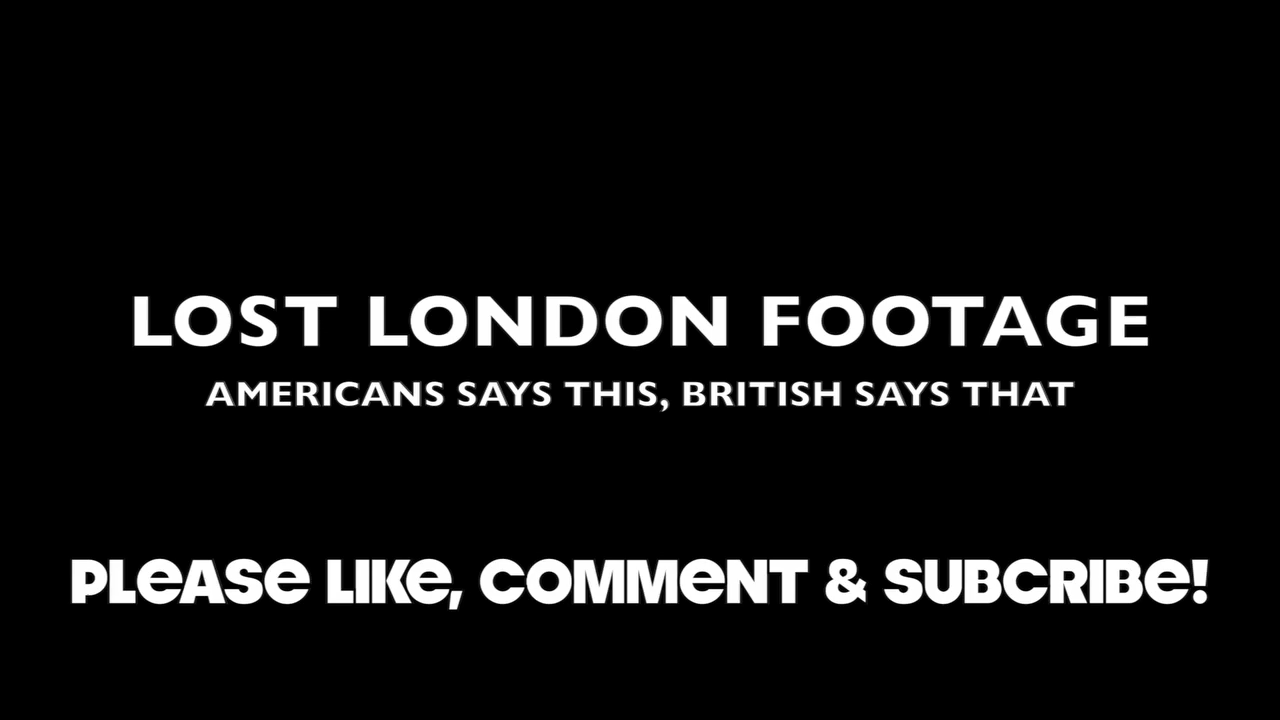 LOST LONDON FOOTAGE
AMERICANS SAYS THIS, BRITISH SAYS THAT
PLeASe LIKe, COMMeNT & SUBCRIBe!